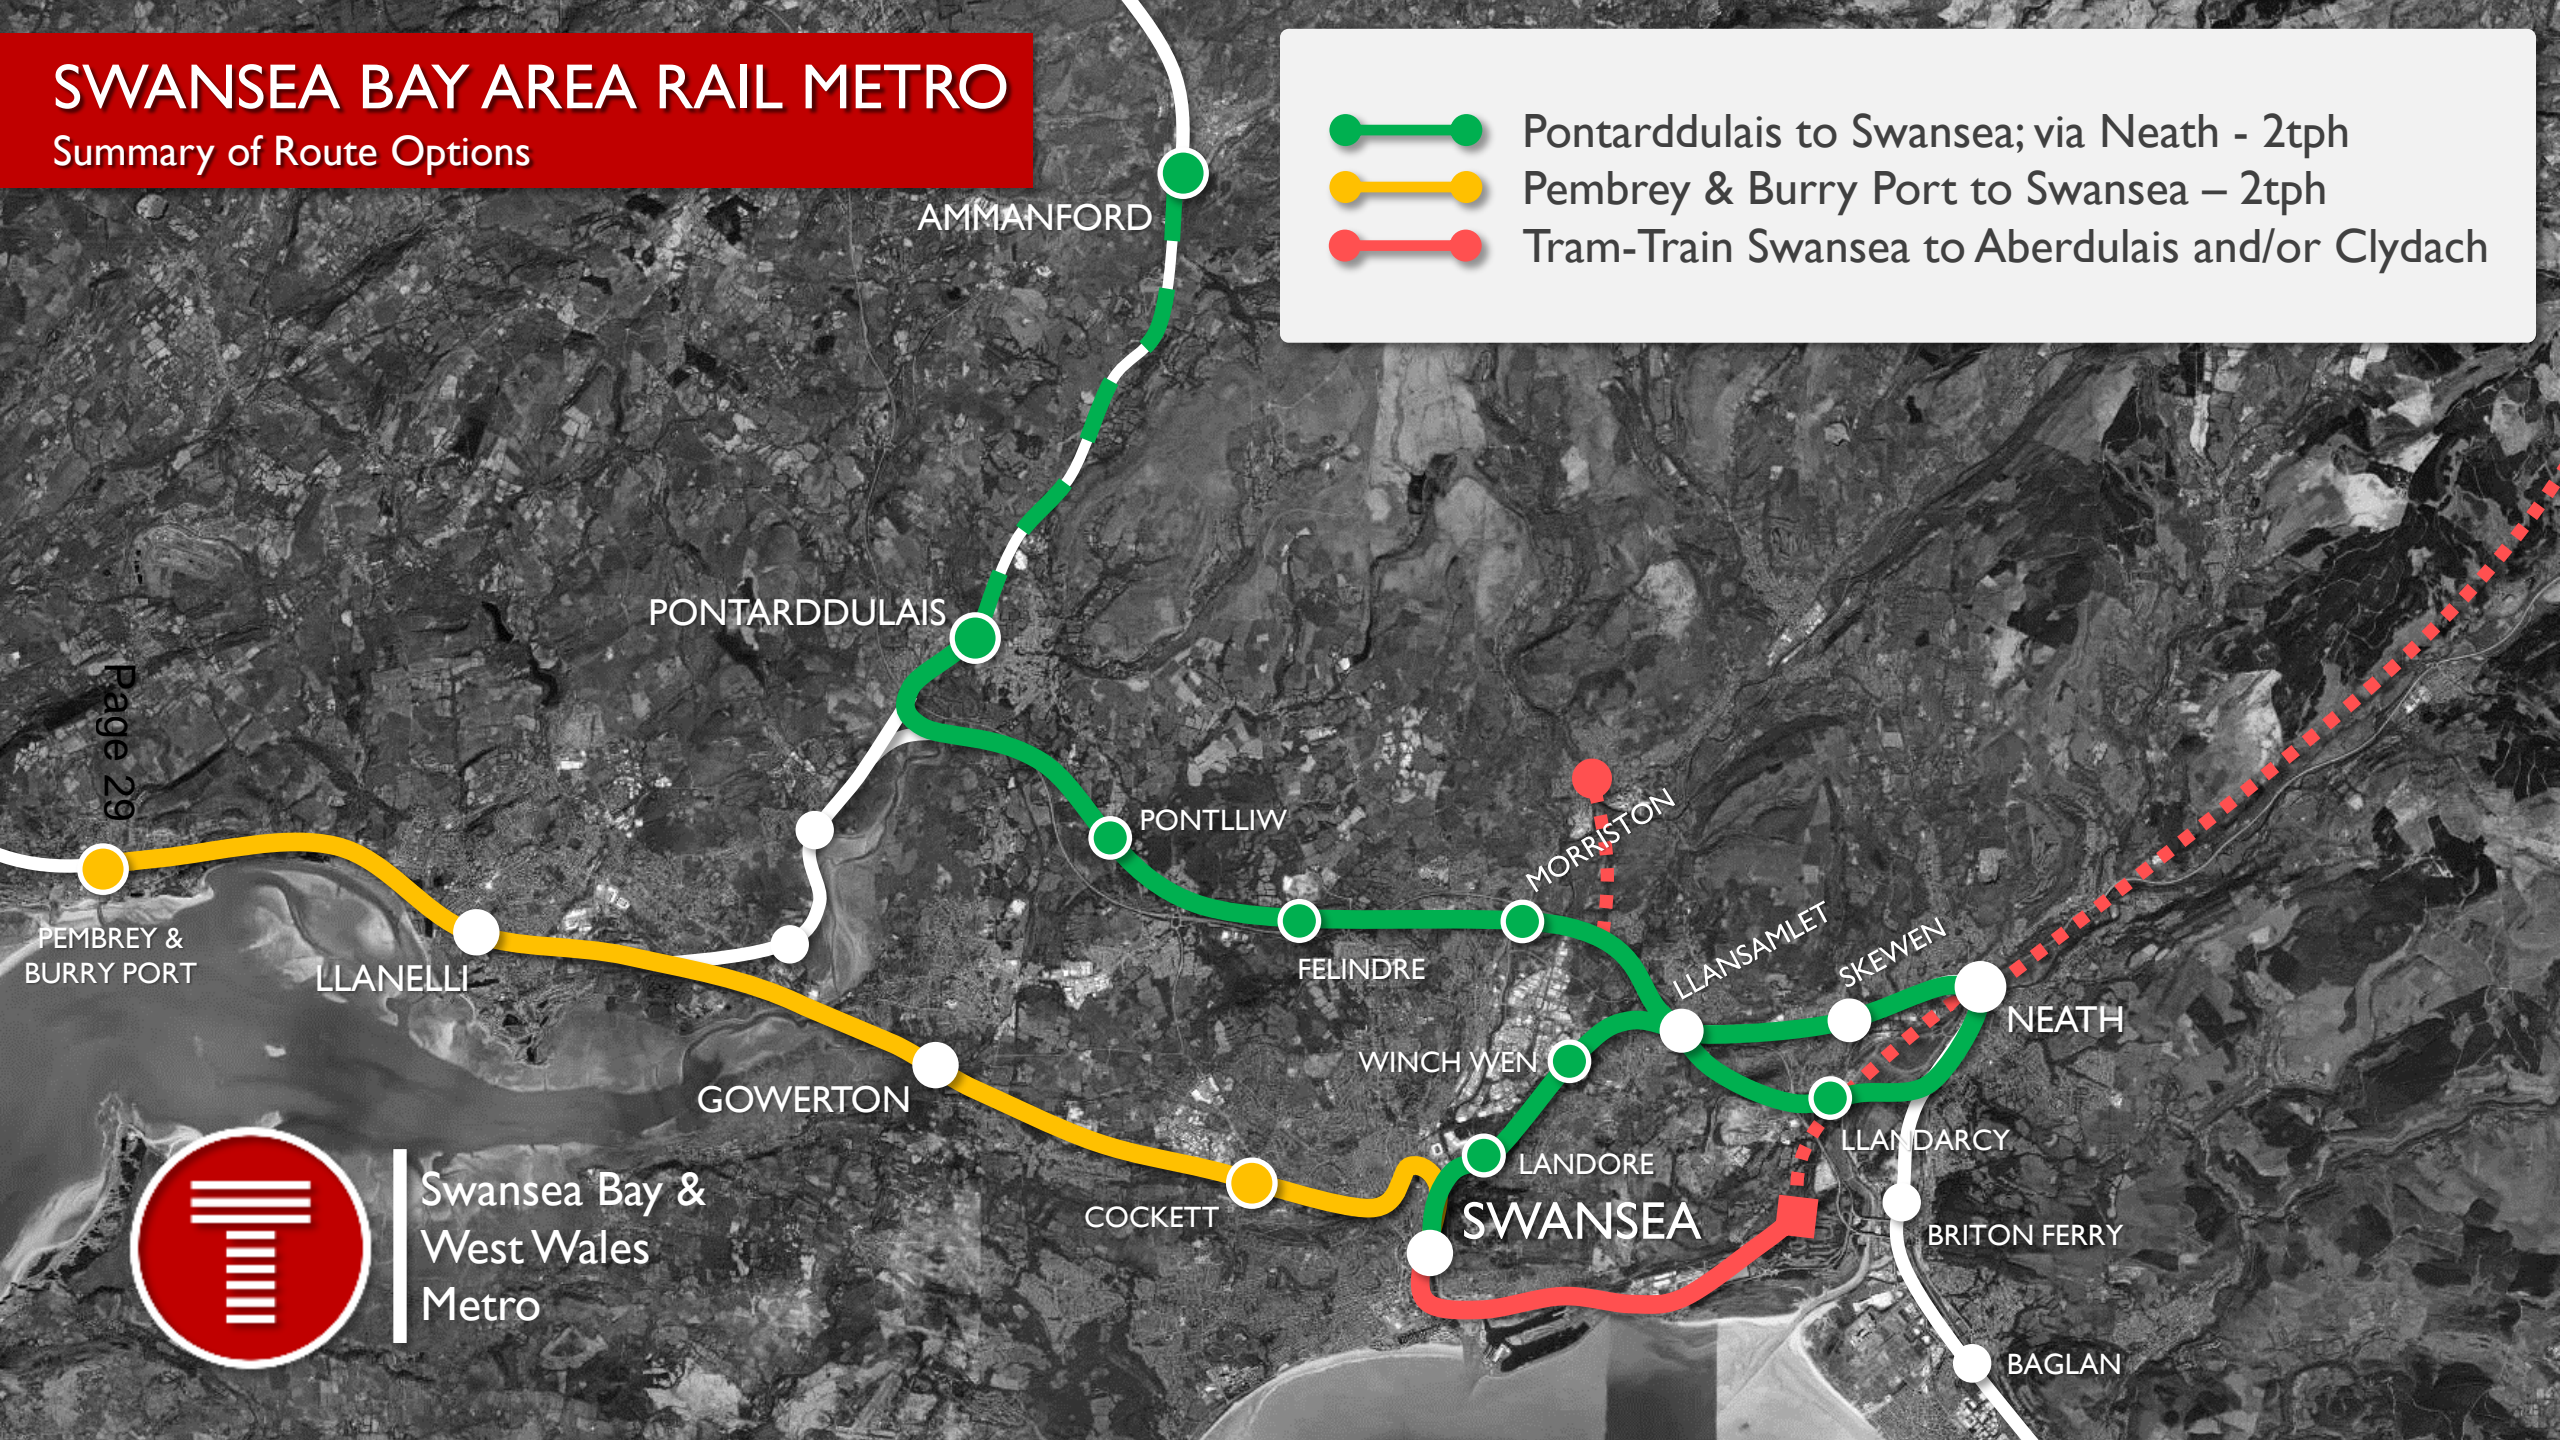 SWANSEA BAY AREA RAIL METRO
Summary of Route Options
Pontarddulais to Swansea; via Neath - 2tph
Pembrey & Burry Port to Swansea – 2tph
Tram-Train Swansea to Aberdulais and/or Clydach
AMMANFORD
PONTARDDULAIS
Page 29
PONTLLIW
MORRISTON
PEMBREY &
BURRY PORT
LLANELLI
FELINDRE
LLANSAMLET
SKEWEN
NEATH
WINCH WEN
GOWERTON
LLANDARCY
LANDORE
COCKETT
SWANSEA
BRITON FERRY
BAGLAN
Swansea Bay &
West Wales
Metro